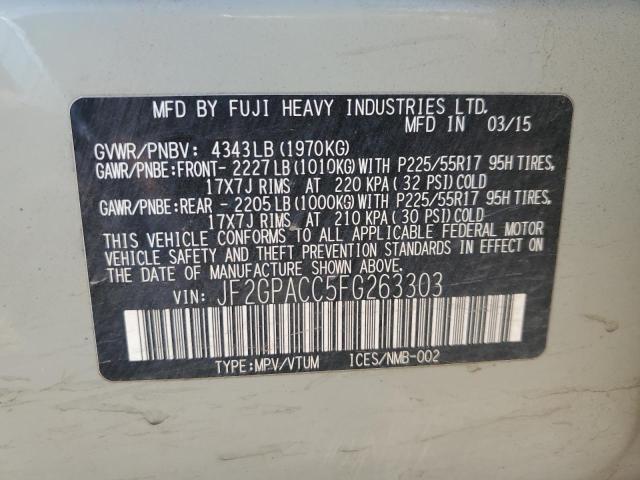 MFD BY FUJI HEAVY INDUSTRIES LTD.
MFD IN 03/15
GVWR/PNBV: 4343LB (1970KG)
GAWR/PNBE:FRONT- 2227LB (1010KG) WITH P225/55R17 95H TIRES,
17X7J RIMS AT 220 KPA (32 PSI) COLD
GAWR/PNBE:REAR - 2205LB (1000KG) WITH P225/55R17 95H TIRES,
17X7J RIMS AT 210 KPA (30 PSI) COLD
THIS VEHICLE CONFORMS TO ALL APPLICABLE FEDERAL MOTOR
VEHICLE SAFETY AND THEFT PREVENTION STANDARDS IN EFFECT ON
THE DATE OF MANUFACTURE SHOWN ABOVE.
VIN: JF2GPACC5FG263303
TYPE:MPV/VTUM ICES/NMB-002